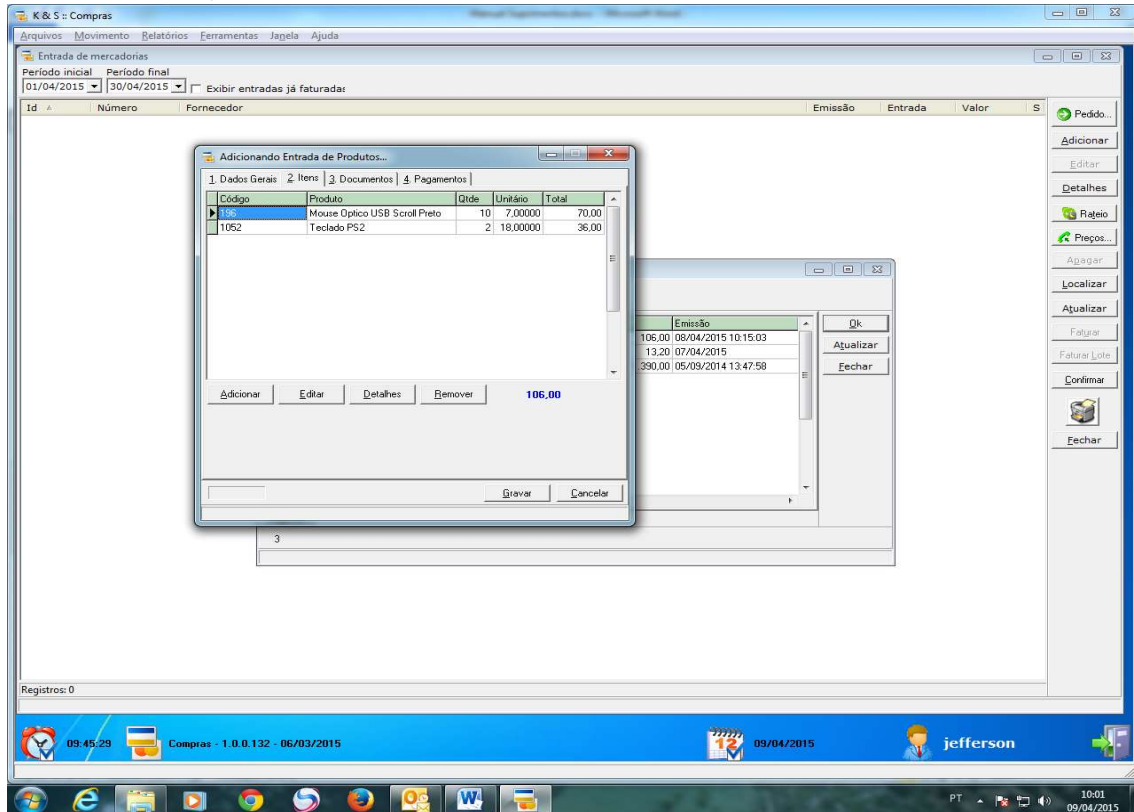 K & S :: Compras
Arquivos Movimento Relatórios Ferramentas Janela Ajuda
Entrada de mercadorias
Período inicial Período final
01/04/2015 30/04/2015 Exibir entradas já faturadas
Id Número Fornecedor Emissão Entrada Valor S
Pedido...
Adicionar
Editar
Detalhes
Rateio
Preços...
Apagar
Localizar
Atualizar
Faturar
Faturar Lote
Confirmar
Fechar
Adicionando Entrada de Produtos...
1. Dados Gerais 2. Itens 3. Documentos 4. Pagamentos
Código Produto Qtde Unitário Total
196 Mouse Optico USB Scroll Preto 10 7,00000 70,00
1052 Teclado PS2 2 18,00000 36,00
Adicionar Editar Detalhes Remover 106,00
Gravar Cancelar
Emissão
106,00 08/04/2015 10:15:03
13,20 07/04/2015
390,00 05/09/2014 13:47:58
Ok
Atualizar
Fechar
3
Registros: 0
09:45:29 Compras - 1.0.0.132 - 06/03/2015 12 09/04/2015 jefferson
PT 10:01
09/04/2015